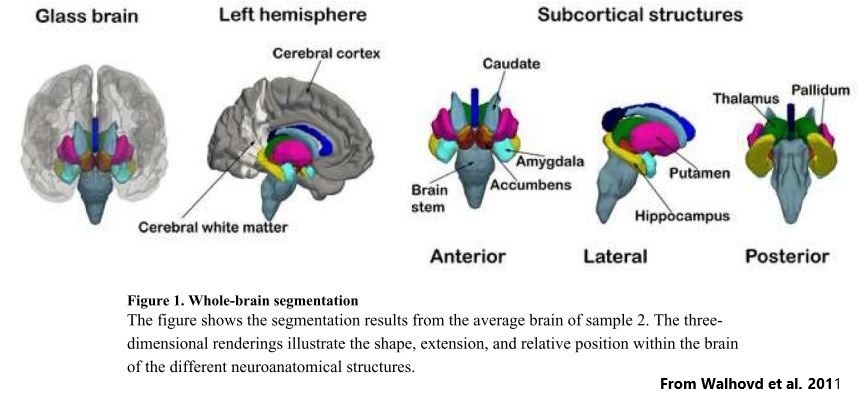 Glass brain
Left hemisphere
Subcortical structures
Cerebral cortex
Cerebral white matter
Caudate
Amygdala
Accumbens
Brain
stem
Putamen
Hippocampus
Thalamus
Pallidum
Anterior
Lateral
Posterior
Figure 1. Whole-brain segmentation
The figure shows the segmentation results from the average brain of sample 2. The three-
dimensional renderings illustrate the shape, extension, and relative position within the brain
of the different neuroanatomical structures.
From Walhovd et al. 2011